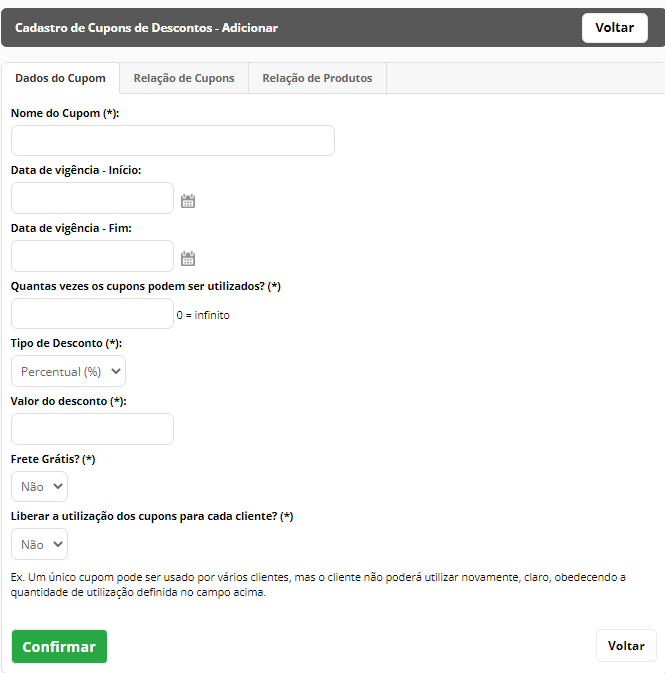 Cadastro de Cupons de Descontos - Adicionar
Voltar
Dados do Cupom
Relação de Cupons
Relação de Produtos
Nome do Cupom (*):
Data de vigência - Início:
Data de vigência - Fim:
Quantas vezes os cupons podem ser utilizados? (*)
0 = infinito
Tipo de Desconto (*):
Percentual (%)
Valor do desconto (*):
Frete Grátis? (*)
Não
Liberar a utilização dos cupons para cada cliente? (*)
Não
Ex. Um único cupom pode ser usado por vários clientes, mas o cliente não poderá utilizar novamente, claro, obedecendo a
quantidade de utilização definida no campo acima.
Confirmar
Voltar